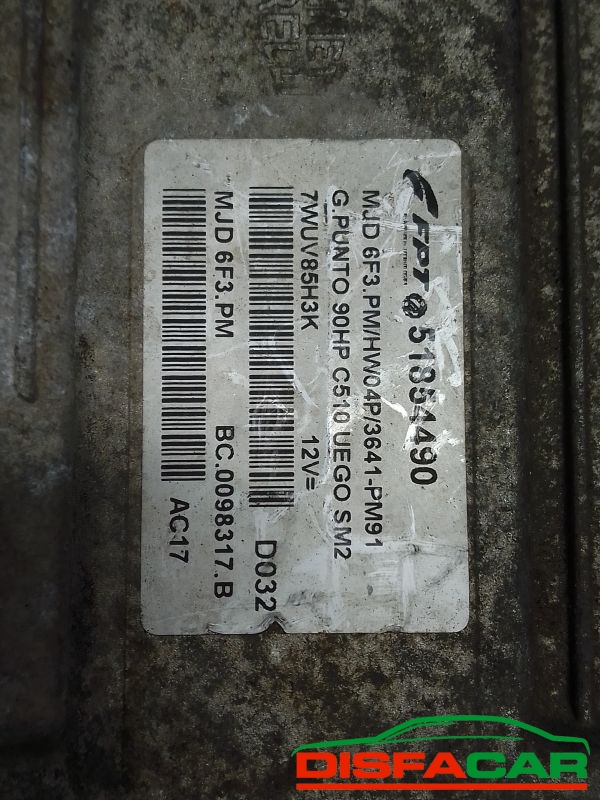 FPT 51854490
MJD 6F3.PM/HW04P/3641-PM91
G.PUNTO 90HP C510 UEGO SM2
7WUV85H3K 12V=
D032
MJD 6F3.PM BC.0098317.B
AC17
DISFACAR